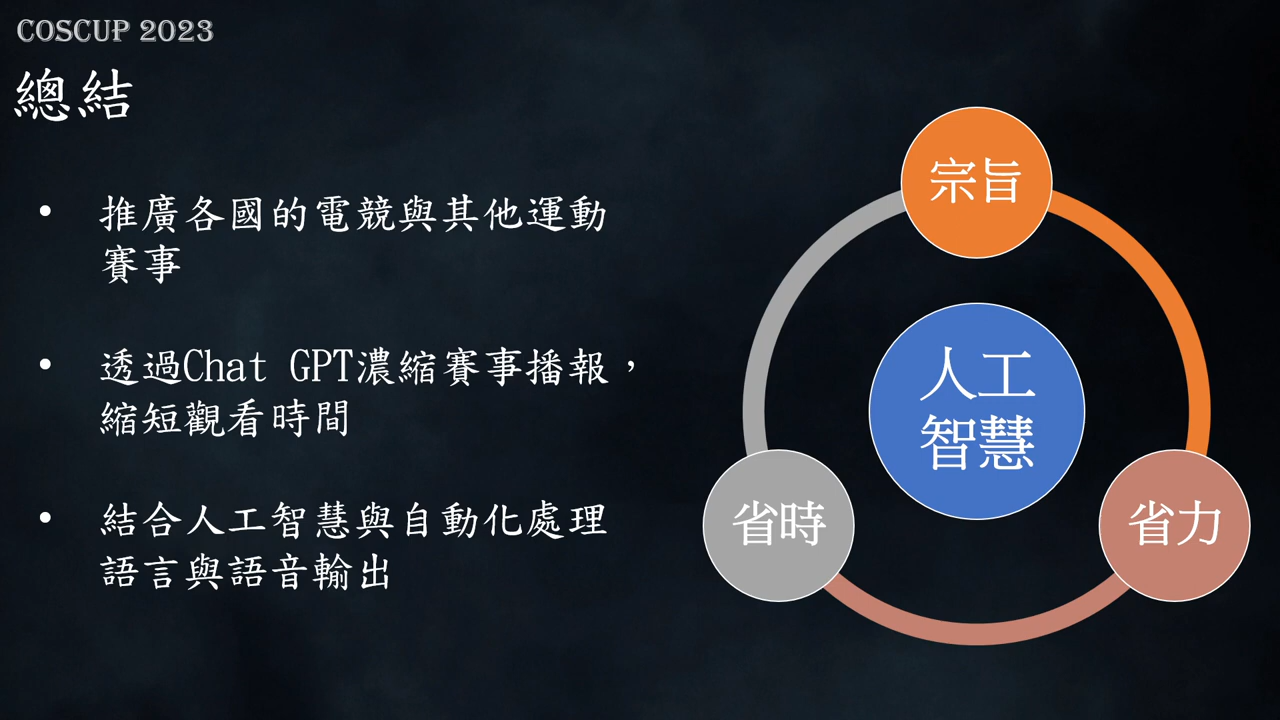 COSCUP 2023
總結
• 推廣各國的電競與其他運動
賽事
• 透過Chat GPT濃縮賽事播報，
縮短觀看時間
• 結合人工智慧與自動化處理
語言與語音輸出
宗旨
人工
智慧
省時
省力